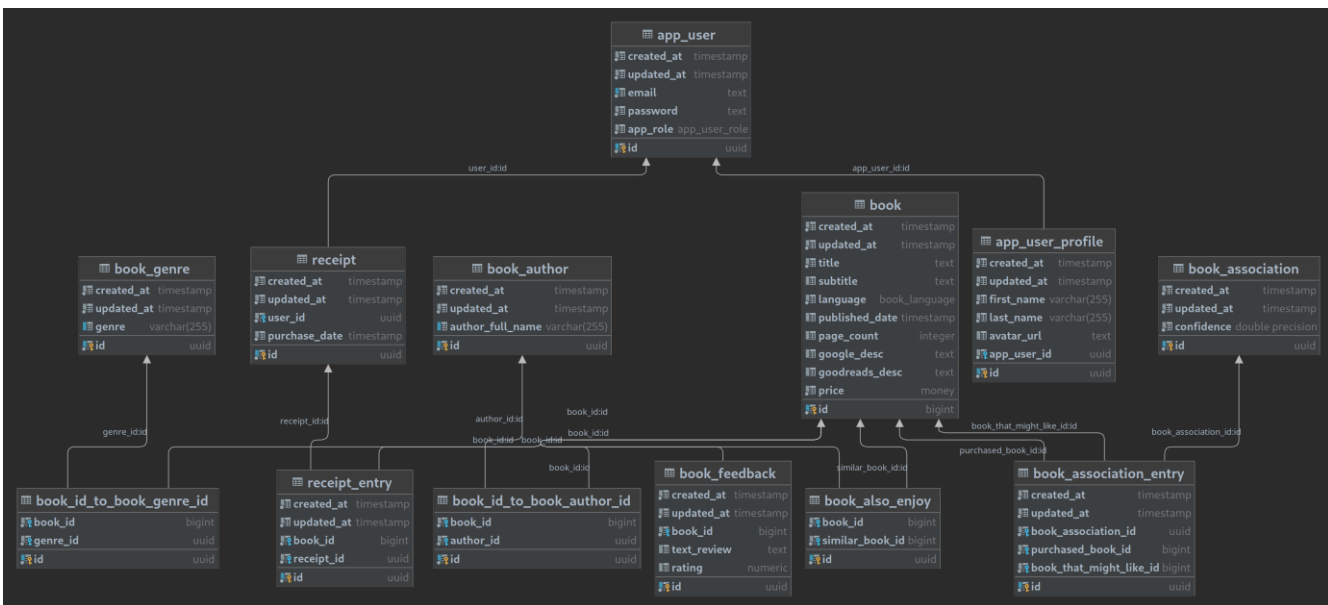 app_user
created_at timestamp
updated_at timestamp
email text
password text
app_role app_user_role
id uuid
user_id:id
app_user_id:id
book
created_at timestamp
updated_at timestamp
title text
subtitle text
language book_language
published_date timestamp
page_count integer
google_desc text
goodreads_desc text
price money
id bigint
app_user_profile
created_at timestamp
updated_at timestamp
first_name varchar(255)
last_name varchar(255)
avatar_url text
app_user_id uuid
id uuid
book_genre
created_at timestamp
updated_at timestamp
genre varchar(255)
id uuid
receipt
created_at timestamp
updated_at timestamp
user_id uuid
purchase_date timestamp
id uuid
book_author
created_at timestamp
updated_at timestamp
author_full_name varchar(255)
id uuid
book_association
created_at timestamp
updated_at timestamp
confidence double precision
id uuid
genre_id:id
receipt_id:id
author_id:id
book_id:id
book_id:id
book_id:id
book_id:id
book_id:id
similar_book_id:id
book_that_might_like_id:id
purchased_book_id:id
book_association_id:id
book_id_to_book_genre_id
book_id bigint
genre_id uuid
id uuid
receipt_entry
created_at timestamp
updated_at timestamp
book_id bigint
receipt_id uuid
id uuid
book_id_to_book_author_id
book_id bigint
author_id uuid
id uuid
book_feedback
created_at timestamp
updated_at timestamp
book_id bigint
text_review text
rating numeric
id uuid
book_also_enjoy
book_id bigint
similar_book_id bigint
id uuid
book_association_entry
created_at timestamp
updated_at timestamp
book_association_id uuid
purchased_book_id bigint
book_that_might_like_id bigint
id uuid